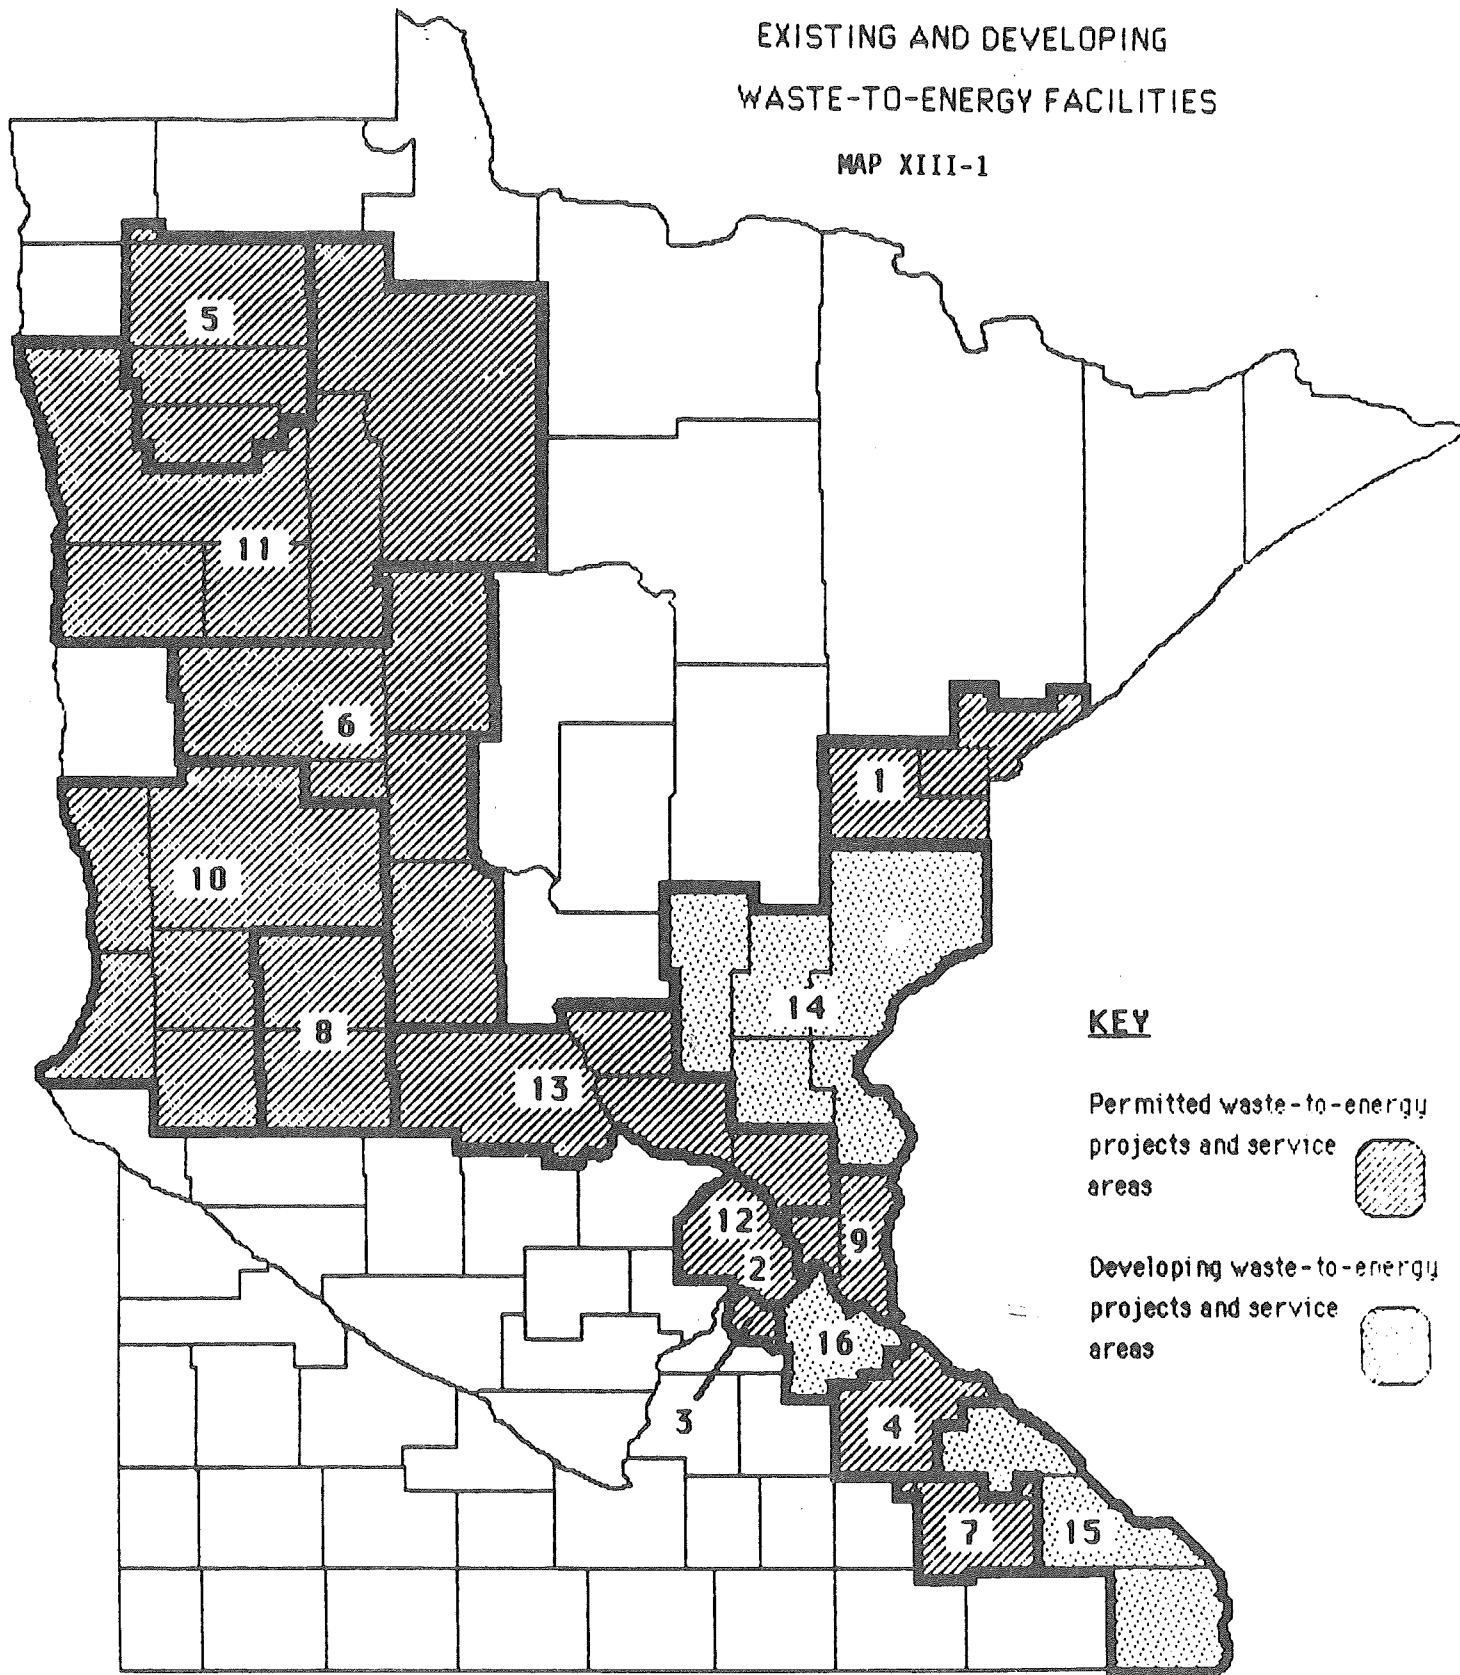 EXISTING AND DEVELOPING
WASTE-TO-ENERGY FACILITIES
MAP XIII-1
5
11
6
1
10
14
8
13
KEY
Permitted waste-to-energy
projects and service
areas
12
9
2
Developing waste-to-energy
projects and service
areas
16
3
4
7
15